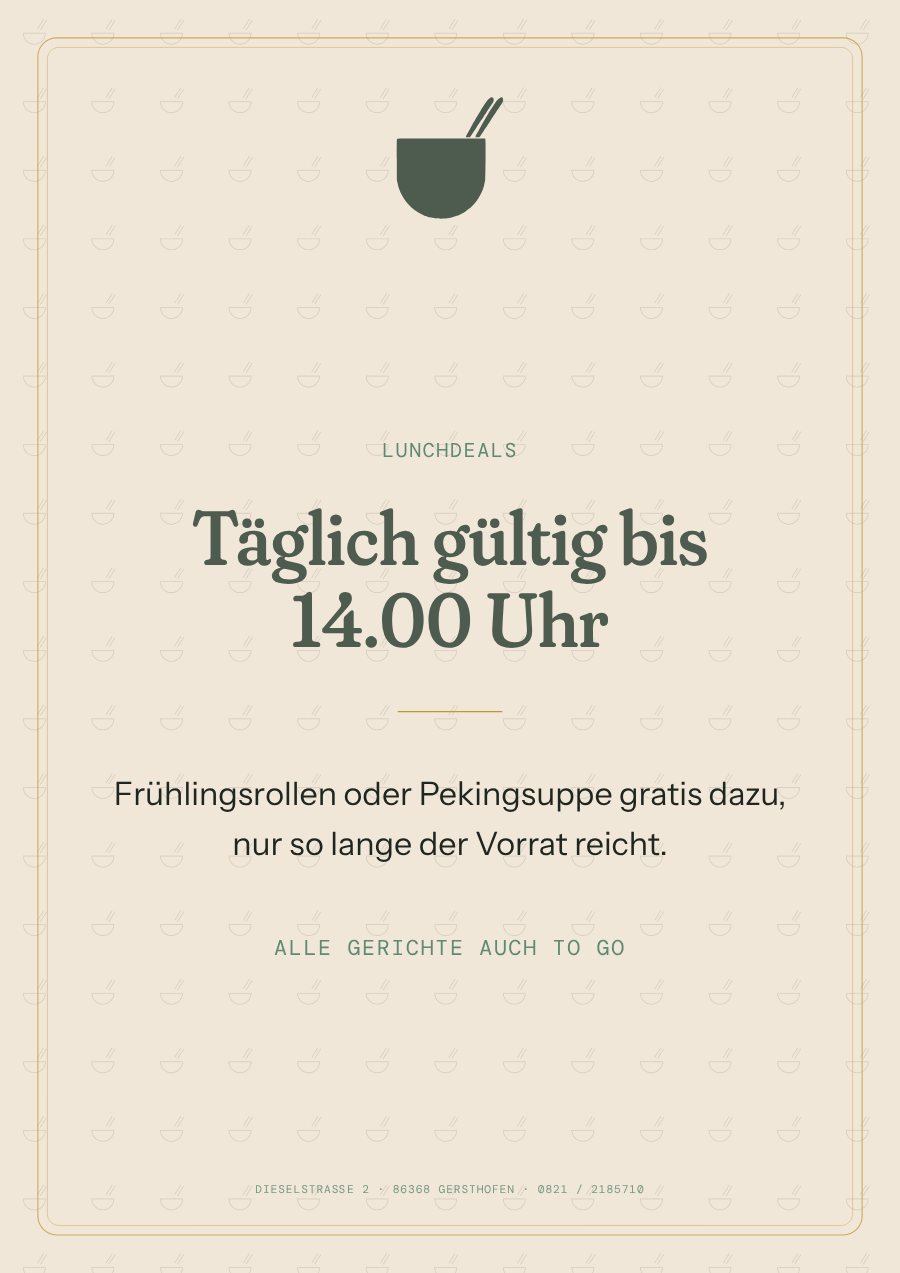 LUNCHDEALS
Täglich gültig bis
14.00 Uhr
Frühlingsrollen oder Pekingsuppe gratis dazu,
nur so lange der Vorrat reicht.
ALLE GERICHTE AUCH TO GO
DIESELSTRASSE 2 · 86368 GERSTHOFEN · 0821 / 2185710